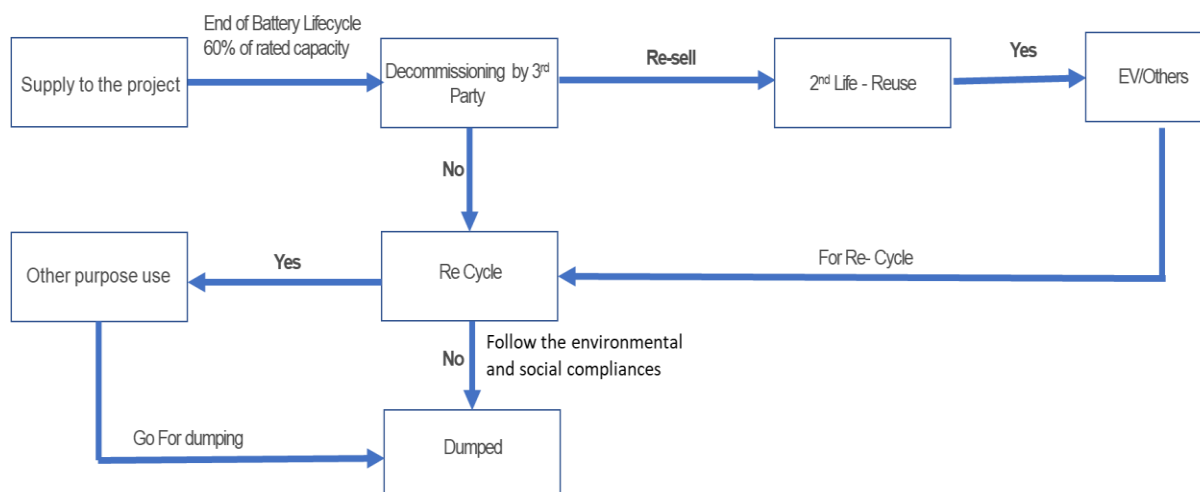 End of Battery Lifecycle
60% of rated capacity
Supply to the project
Decommissioning by 3rd
Party
Re-sell
2nd Life - Reuse
Yes
EV/Others
No
Other purpose use
Yes
Re Cycle
For Re- Cycle
No
Follow the environmental
and social compliances
Go For dumping
Dumped